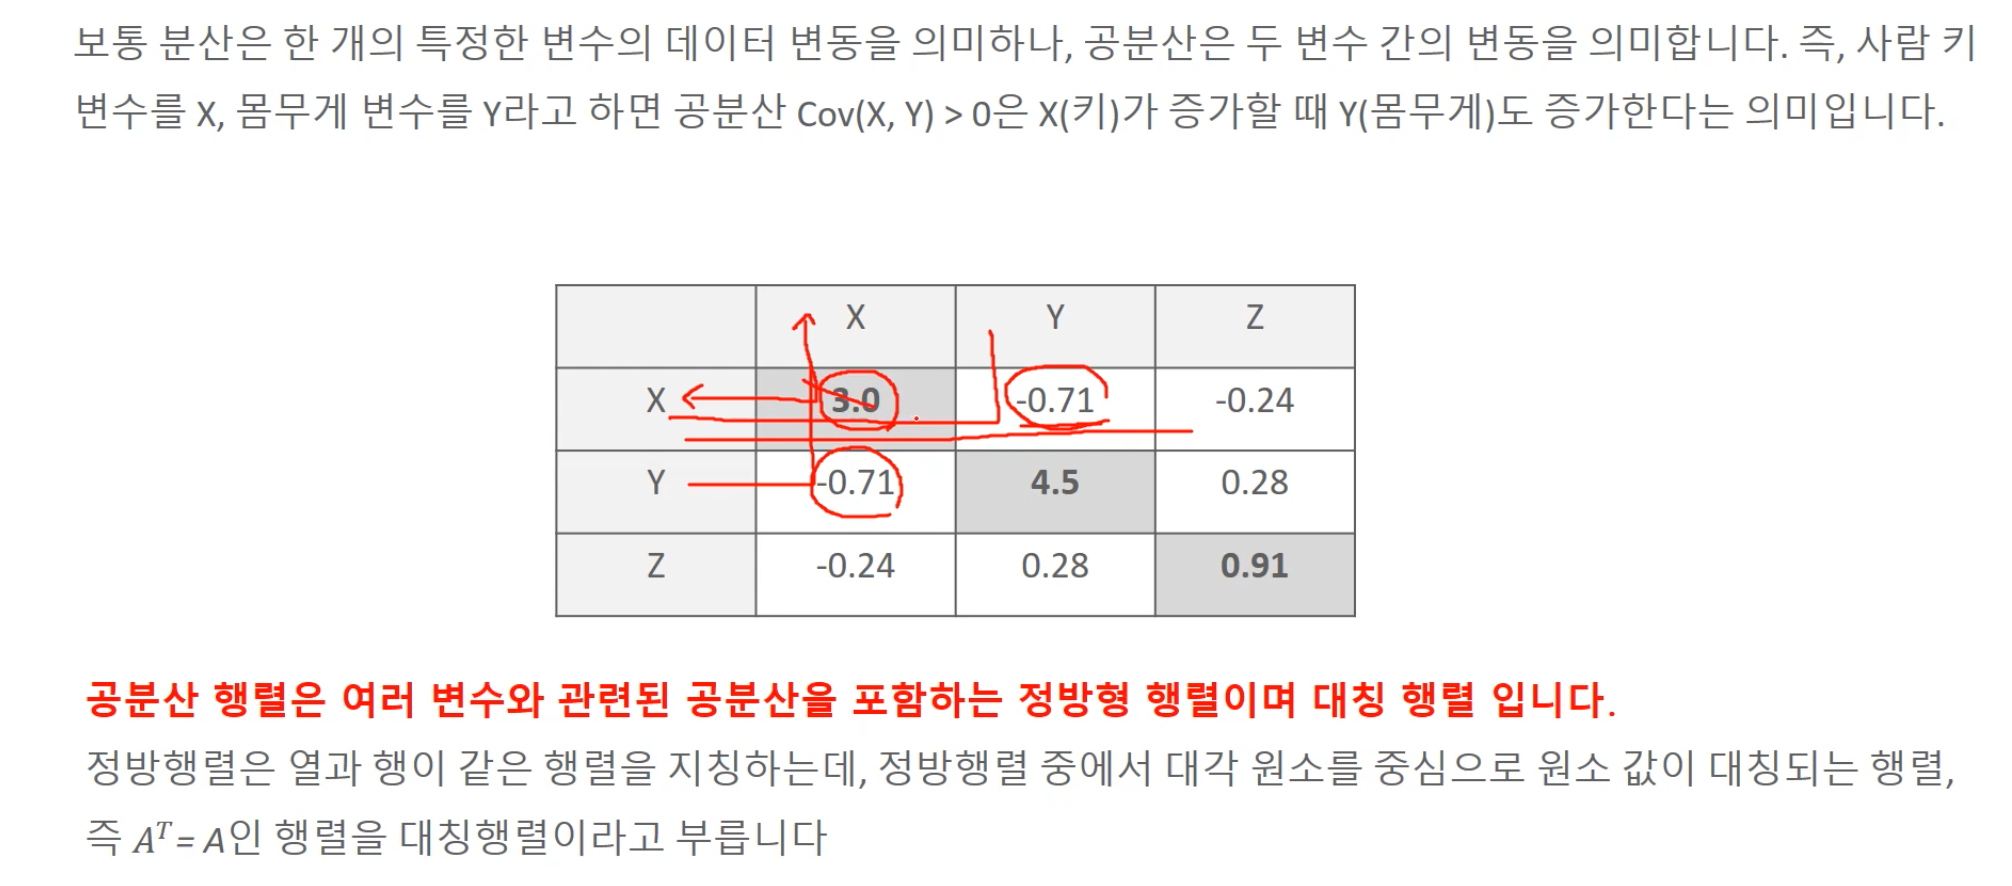 보통 분산은 한 개의 특정한 변수의 데이터 변동을 의미하나, 공분산은 두 변수 간의 변동을 의미합니다. 즉, 사람 키
변수를 X, 몸무게 변수를 Y라고 하면 공분산 Cov(X, Y) > 0은 X(키)가 증가할 때 Y(몸무게)도 증가한다는 의미입니다.
X Y Z
X 3.0 -0.71 -0.24
Y -0.71 4.5 0.28
Z -0.24 0.28 0.91
공분산 행렬은 여러 변수와 관련된 공분산을 포함하는 정방형 행렬이며 대칭 행렬 입니다.
정방행렬은 열과 행이 같은 행렬을 지칭하는데, 정방행렬 중에서 대각 원소를 중심으로 원소 값이 대칭되는 행렬,
즉 Aᵀ = A인 행렬을 대칭행렬이라고 부릅니다